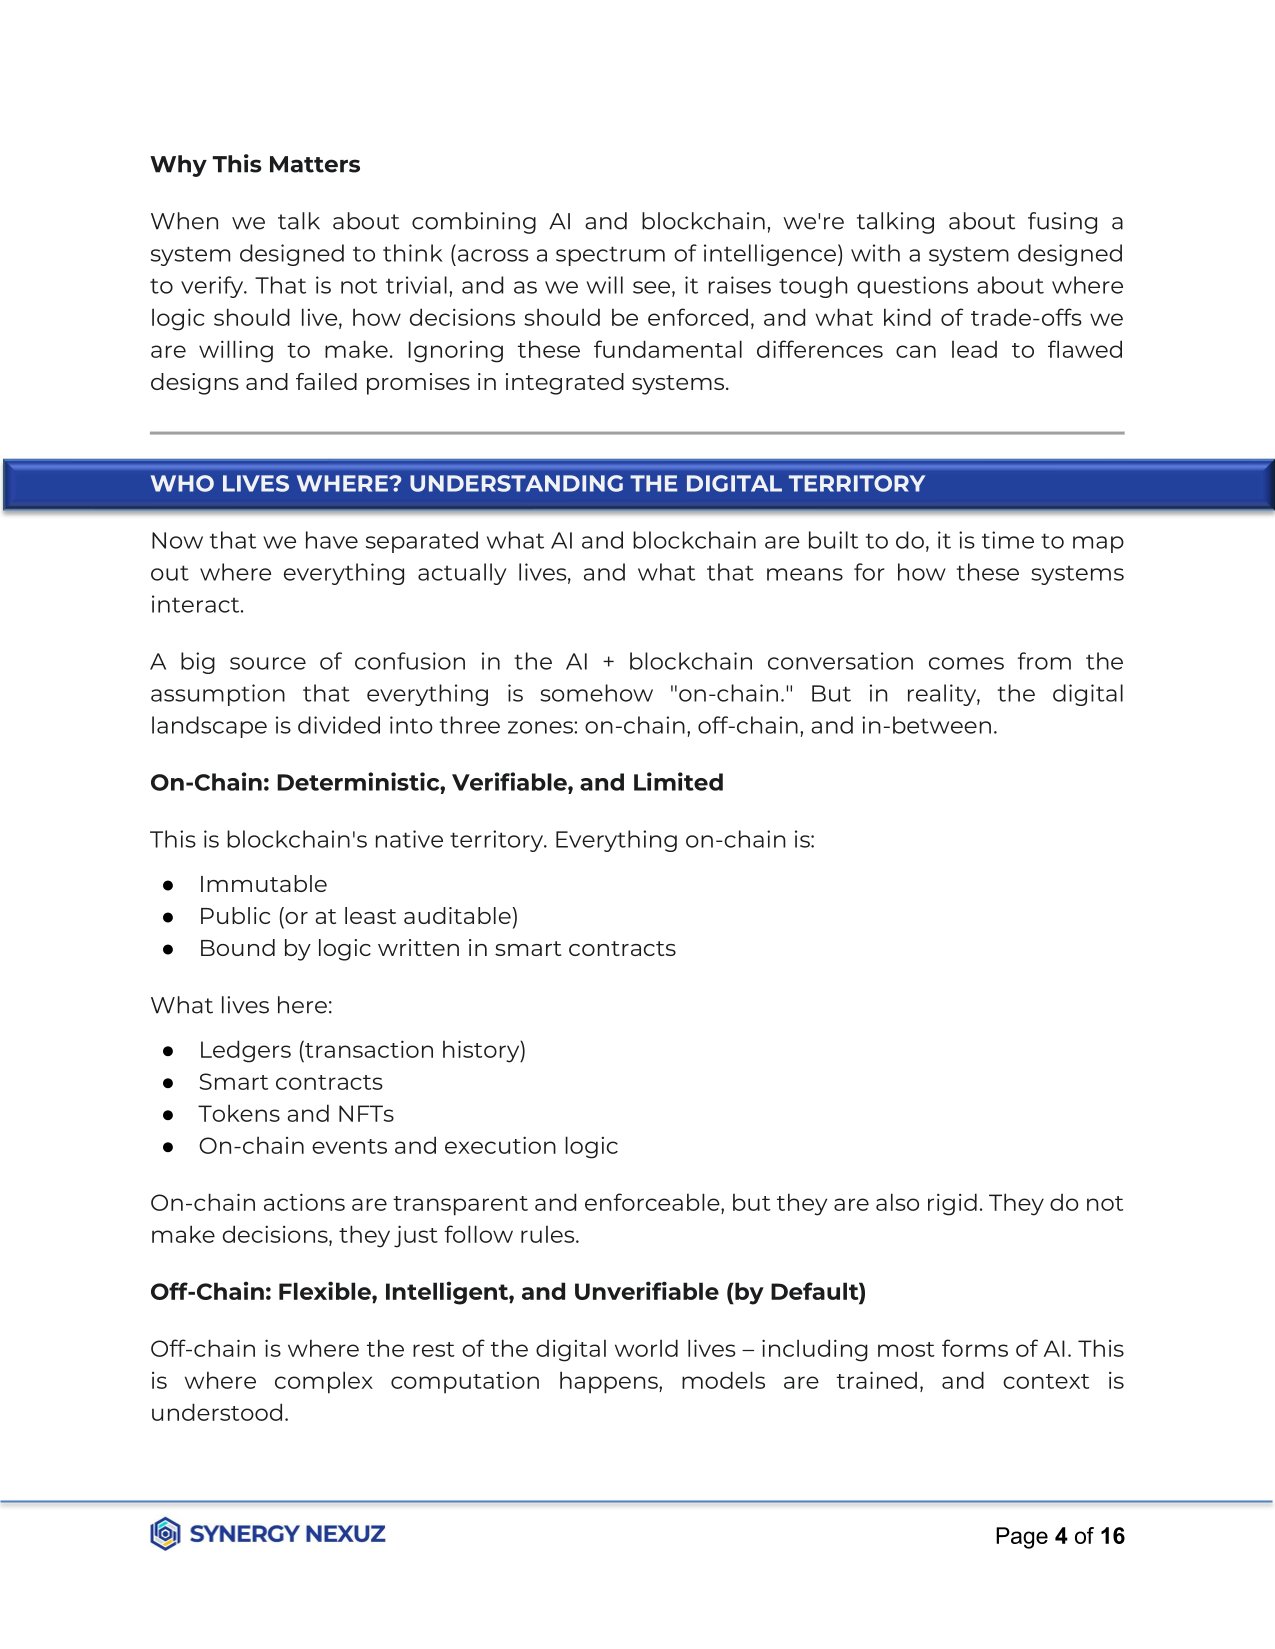 Why This Matters
When we talk about combining AI and blockchain, we're talking about fusing a
system designed to think (across a spectrum of intelligence) with a system designed
to verify. That is not trivial, and as we will see, it raises tough questions about where
logic should live, how decisions should be enforced, and what kind of trade-offs we
are willing to make. Ignoring these fundamental differences can lead to flawed
designs and failed promises in integrated systems.
WHO LIVES WHERE? UNDERSTANDING THE DIGITAL TERRITORY
Now that we have separated what AI and blockchain are built to do, it is time to map
out where everything actually lives, and what that means for how these systems
interact.
A big source of confusion in the AI + blockchain conversation comes from the
assumption that everything is somehow "on-chain." But in reality, the digital
landscape is divided into three zones: on-chain, off-chain, and in-between.
On-Chain: Deterministic, Verifiable, and Limited
This is blockchain's native territory. Everything on-chain is:
● Immutable
● Public (or at least auditable)
● Bound by logic written in smart contracts
What lives here:
● Ledgers (transaction history)
● Smart contracts
● Tokens and NFTs
● On-chain events and execution logic
On-chain actions are transparent and enforceable, but they are also rigid. They do not
make decisions, they just follow rules.
Off-Chain: Flexible, Intelligent, and Unverifiable (by Default)
Off-chain is where the rest of the digital world lives – including most forms of AI. This
is where complex computation happens, models are trained, and context is
understood.
SYNERGY NEXUZ
Page 4 of 16